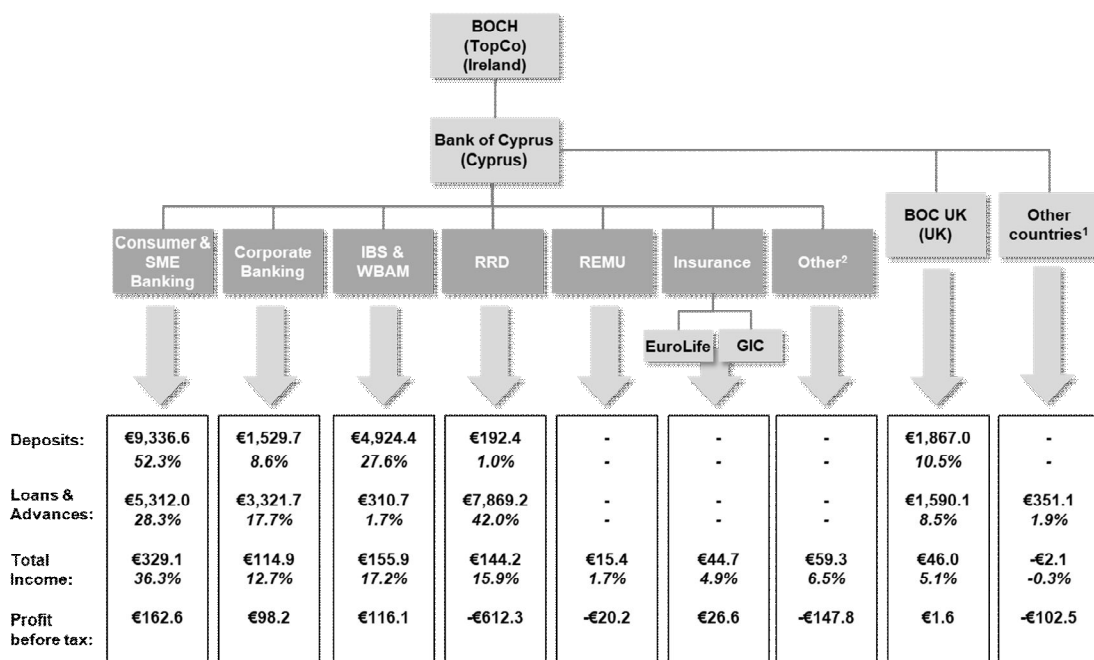 BOCH
(TopCo)
(Ireland)
Bank of Cyprus
(Cyprus)
Consumer &
SME
Banking
Corporate
Banking
IBS &
WBAM
RRD
REMU
Insurance
Other²
BOC UK
(UK)
Other
countries¹
EuroLife
GIC
Deposits: €9,336.6 €1,529.7 €4,924.4 €192.4 - - - €1,867.0 -
52.3% 8.6% 27.6% 1.0% - - - 10.5% -
Loans &
Advances: €5,312.0 €3,321.7 €310.7 €7,869.2 - - - €1,590.1 €351.1
28.3% 17.7% 1.7% 42.0% - - - 8.5% 1.9%
Total
Income: €329.1 €114.9 €155.9 €144.2 €15.4 €44.7 €59.3 €46.0 -€2.1
36.3% 12.7% 17.2% 15.9% 1.7% 4.9% 6.5% 5.1% -0.3%
Profit
before tax: €162.6 €98.2 €116.1 -€612.3 -€20.2 €26.6 -€147.8 €1.6 -€102.5